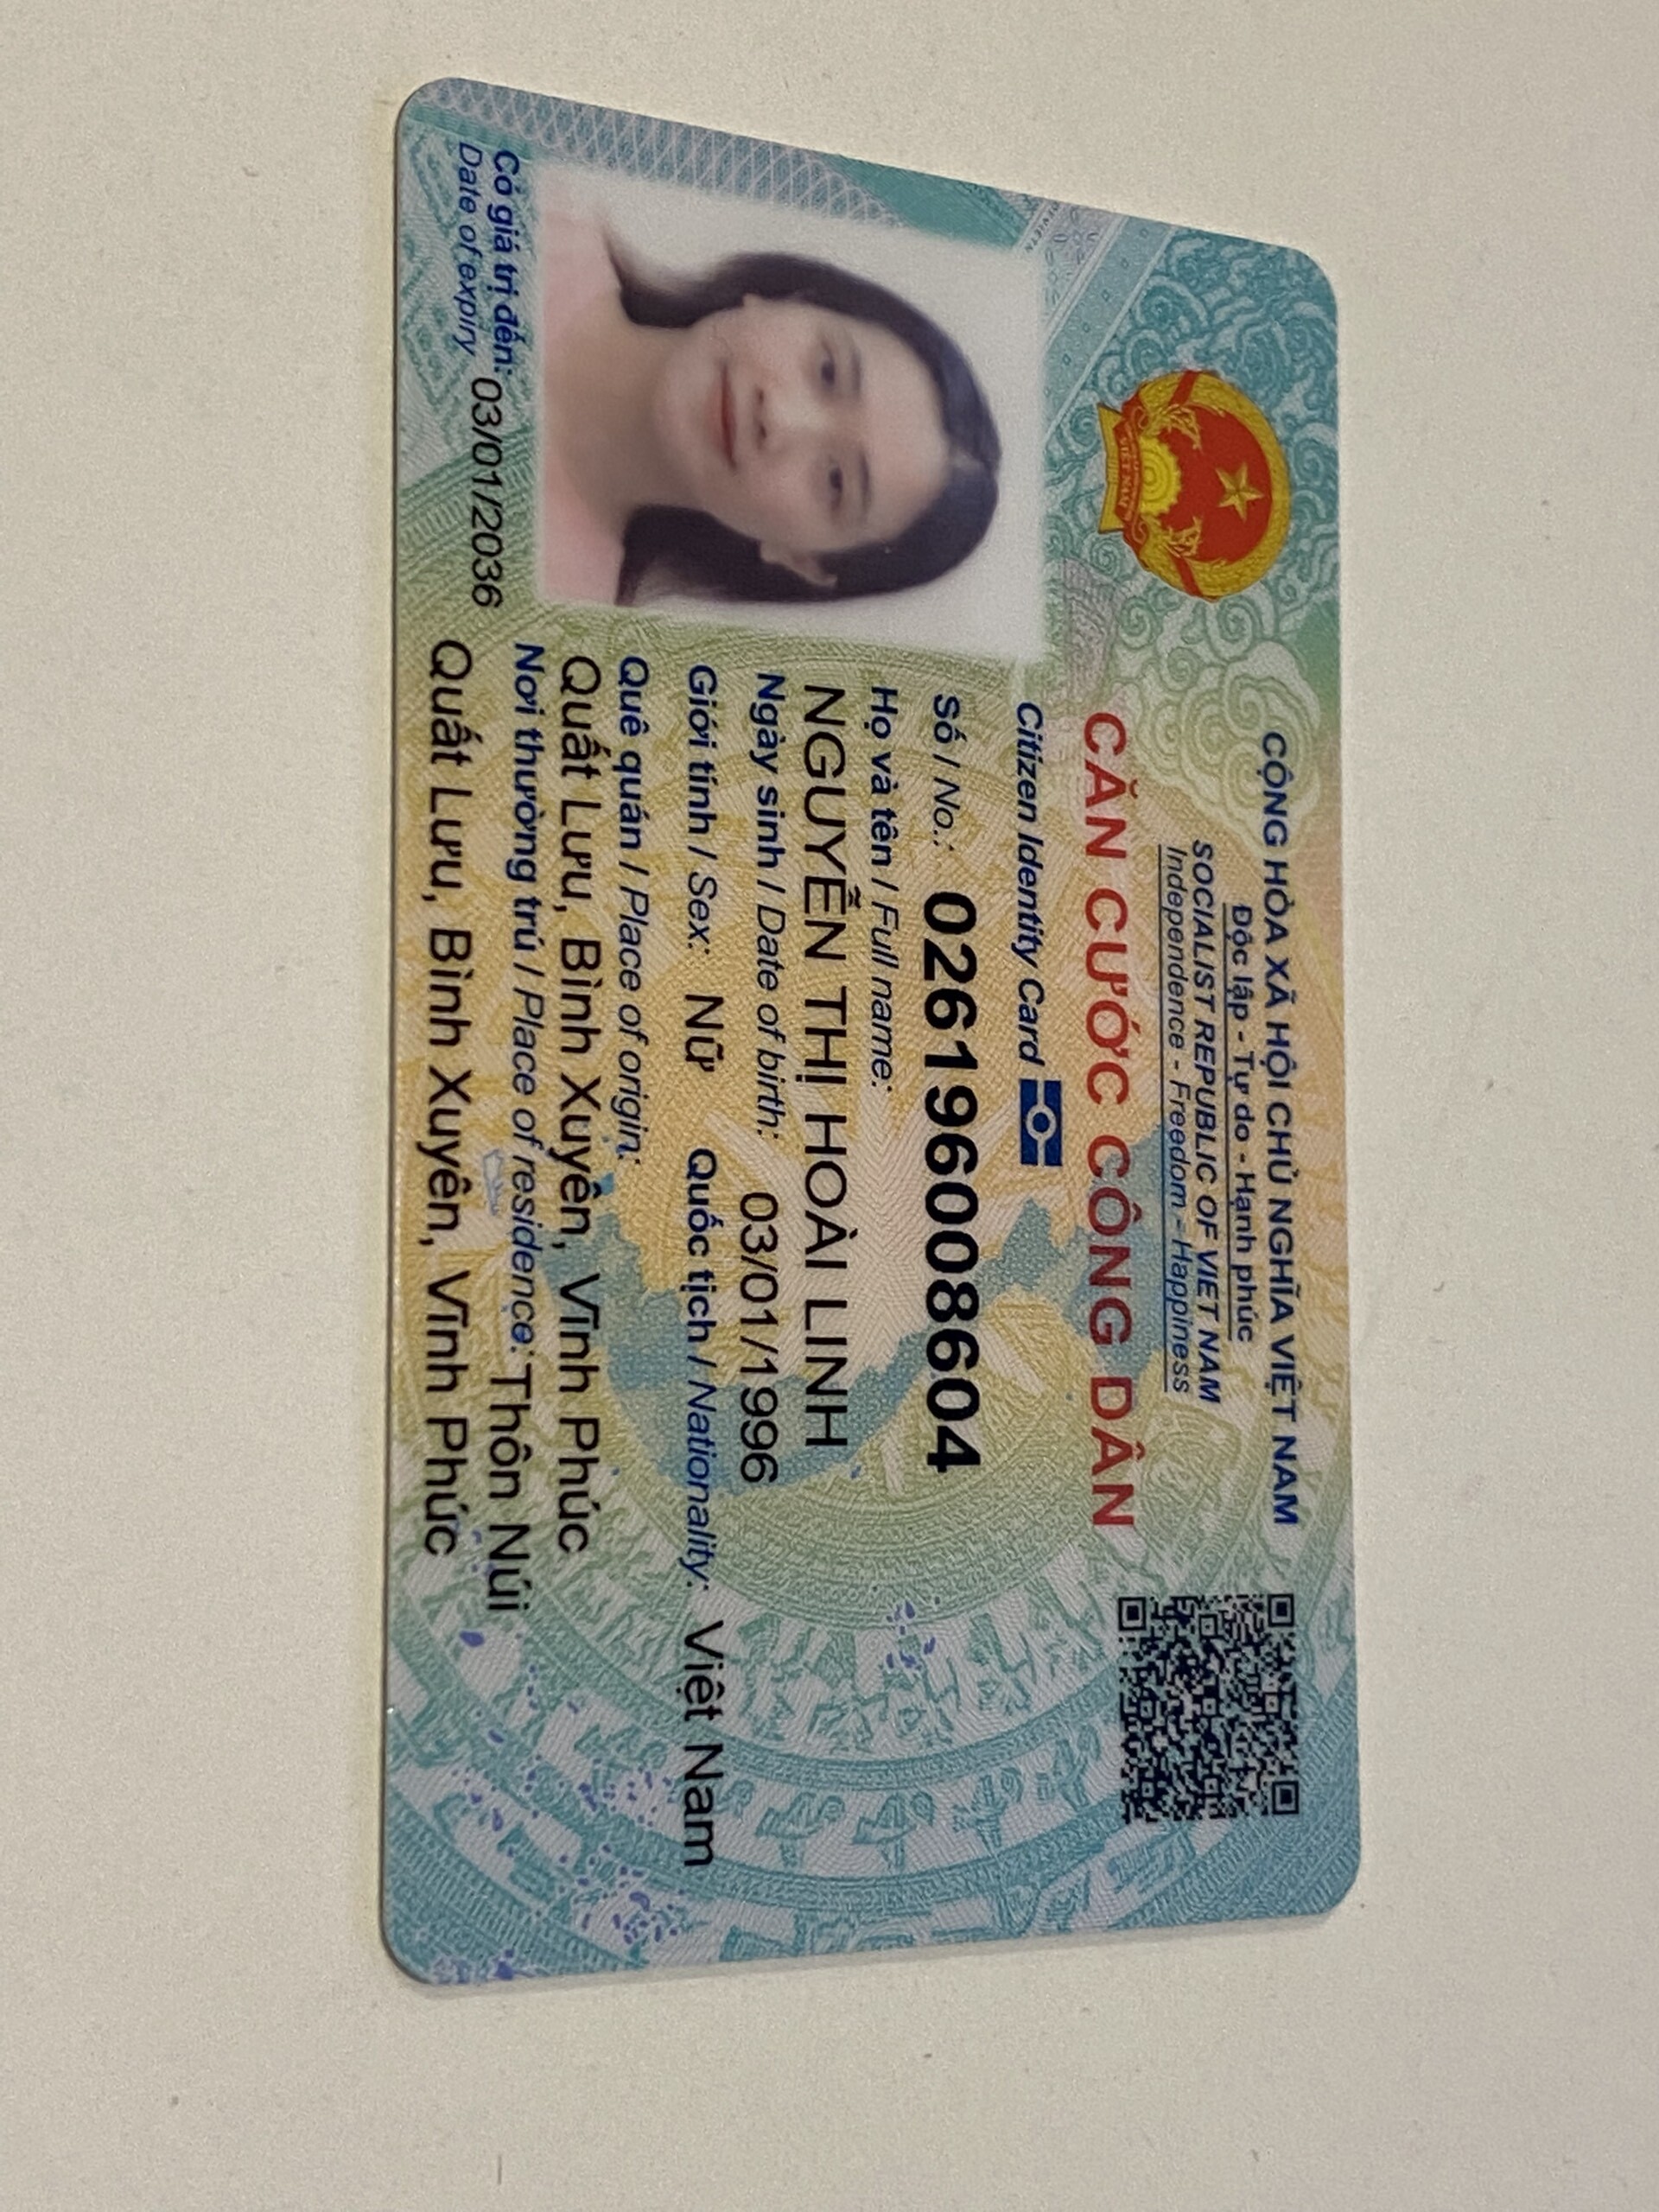 CỘNG HÒA XÃ HỘI CHỦ NGHĨA VIỆT NAM
Độc lập - Tự do - Hạnh phúc
SOCIALIST REPUBLIC OF VIET NAM
Independence - Freedom - Happiness
CĂN CƯỚC CÔNG DÂN
Citizen Identity Card
Số / No.: 026196008604
Họ và tên / Full name:
NGUYỄN THỊ HOÀI LINH
Ngày sinh / Date of birth: 03/01/1996
Giới tính / Sex: Nữ Quốc tịch / Nationality: Việt Nam
Quê quán / Place of origin:
Quất Lưu, Bình Xuyên, Vĩnh Phúc
Nơi thường trú / Place of residence: Thôn Núi
Quất Lưu, Bình Xuyên, Vĩnh Phúc
Có giá trị đến: 03/01/2036
Date of expiry
VIỆT NAM